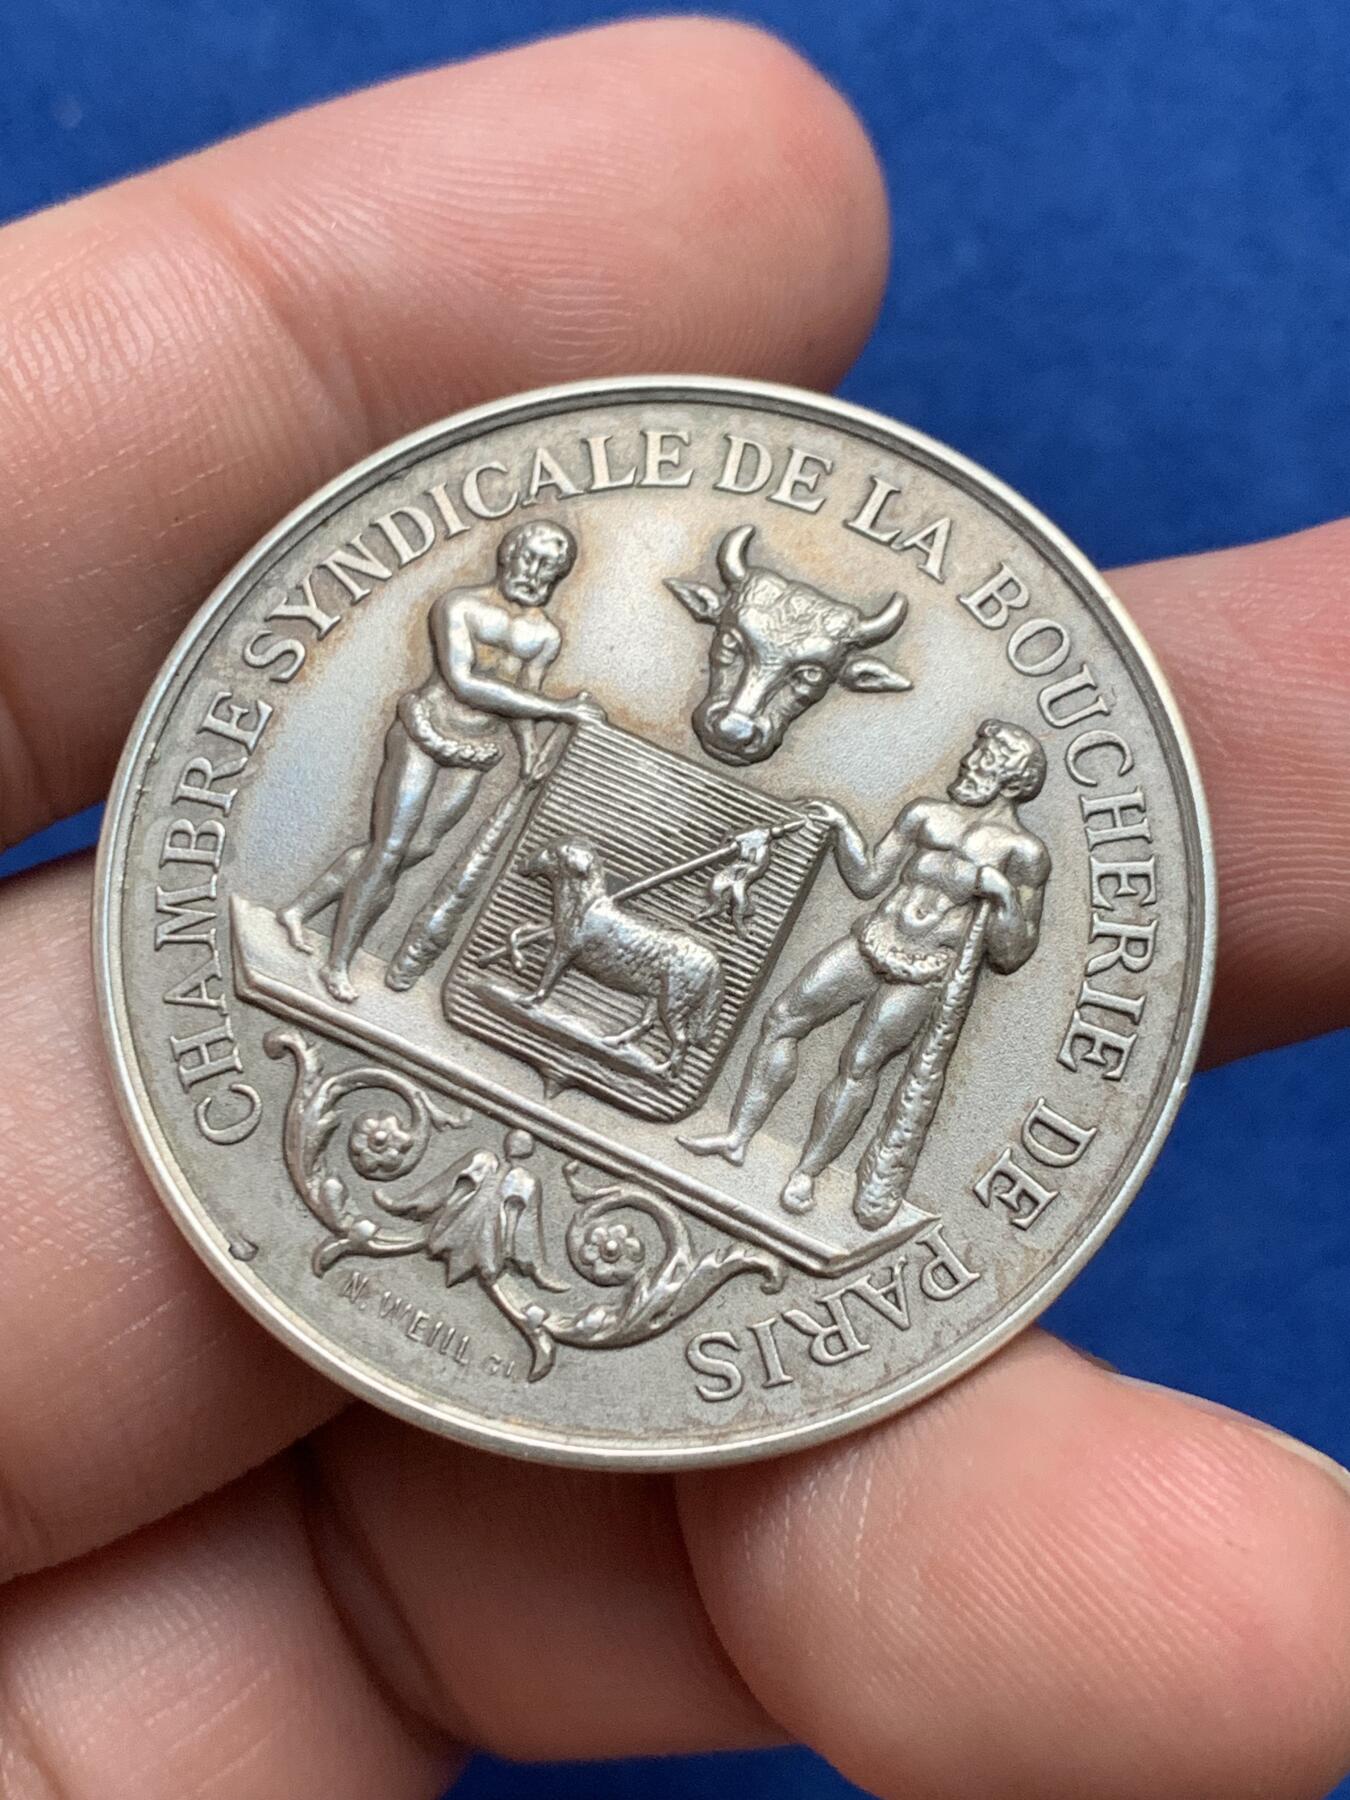 CHAMBRE SYNDICALE DE LA BOUCHERIE DE PARIS
N. WEILL